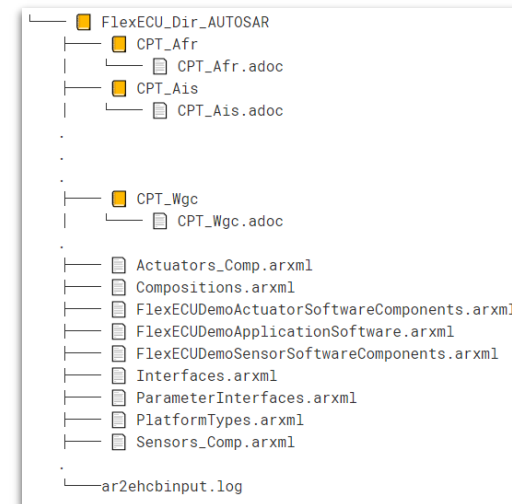 FlexECU_Dir_AUTOSAR
CPT_Afr
CPT_Afr.adoc
CPT_Ais
CPT_Ais.adoc
.
.
.
CPT_Wgc
CPT_Wgc.adoc
.
Actuators_Comp.arxml
Compositions.arxml
FlexECUDemoActuatorSoftwareComponents.arxml
FlexECUDemoApplicationSoftware.arxml
FlexECUDemoSensorSoftwareComponents.arxml
Interfaces.arxml
ParameterInterfaces.arxml
PlatformTypes.arxml
Sensors_Comp.arxml
.
ar2ehcbinput.log